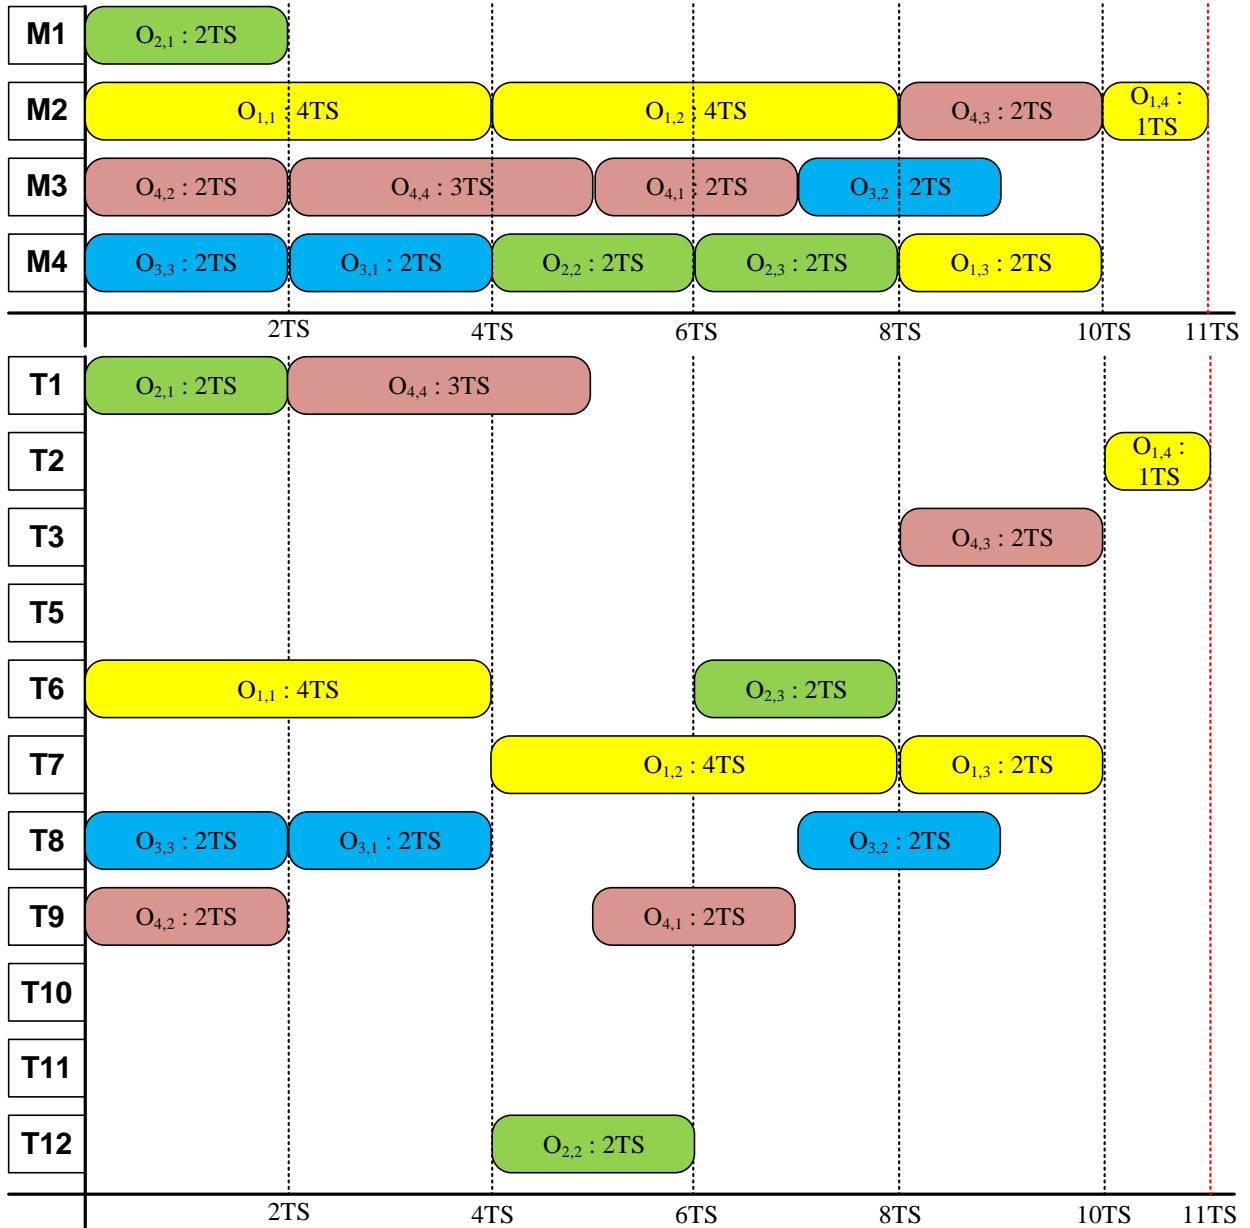 M1 O2,1 : 2TS
M2 O1,1 : 4TS O1,2 : 4TS O4,3 : 2TS O1,4 : 1TS
M3 O4,2 : 2TS O4,4 : 3TS O4,1 : 2TS O3,2 : 2TS
M4 O3,3 : 2TS O3,1 : 2TS O2,2 : 2TS O2,3 : 2TS O1,3 : 2TS
2TS 4TS 6TS 8TS 10TS 11TS
T1 O2,1 : 2TS O4,4 : 3TS
T2 O1,4 : 1TS
T3 O4,3 : 2TS
T5
T6 O1,1 : 4TS O2,3 : 2TS
T7 O1,2 : 4TS O1,3 : 2TS
T8 O3,3 : 2TS O3,1 : 2TS O3,2 : 2TS
T9 O4,2 : 2TS O4,1 : 2TS
T10
T11
T12 O2,2 : 2TS
2TS 4TS 6TS 8TS 10TS 11TS